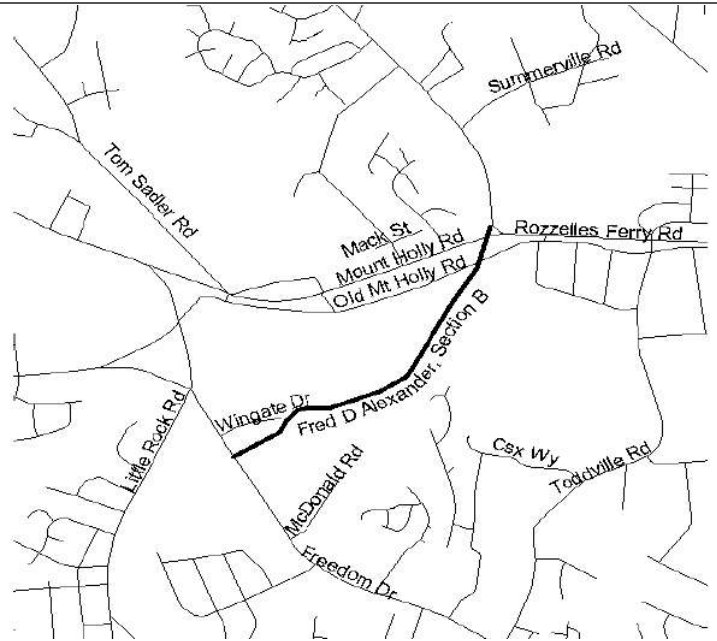 Summerville Rd
Tom Sadler Rd
Mack St
Mount Holly Rd
Rozzelles Ferry Rd
Old Mt Holly Rd
Fred D Alexander, Section B
Wingate Dr
Little Rock Rd
McDonald Rd
Csx Wy
Toddville Rd
Freedom Dr